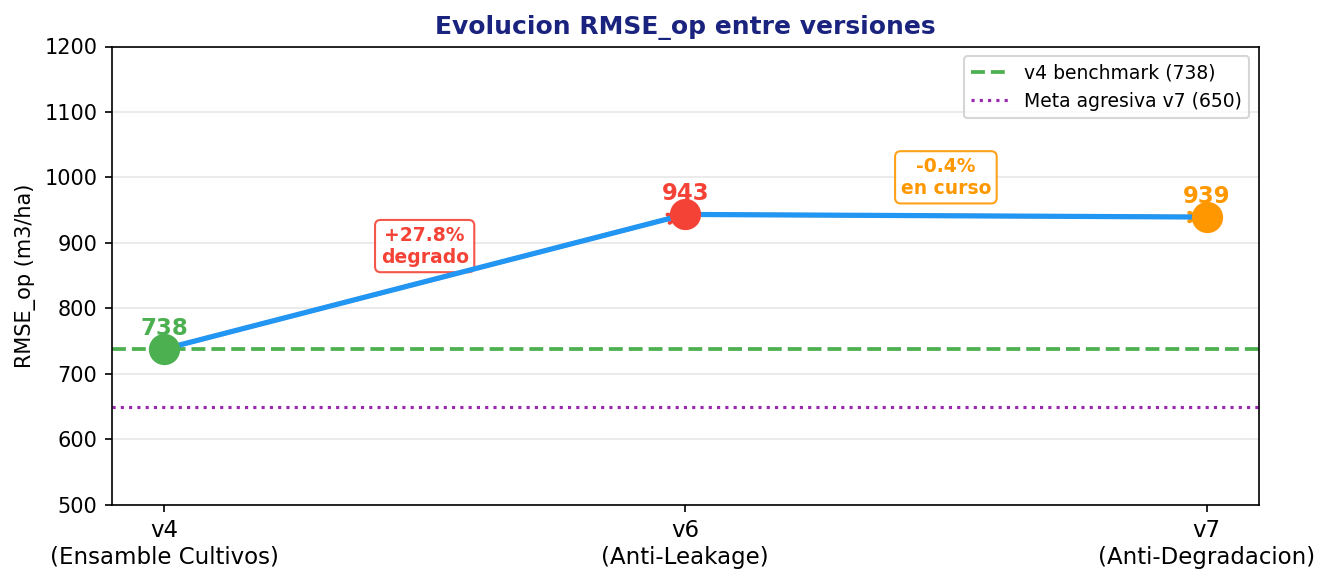 Evolucion RMSE_op entre versiones
1200
1100
1000
900
800
700
600
500
RMSE_op (m3/ha)
v4 benchmark (738)
Meta agresiva v7 (650)
738
+27.8%
degrado
943
-0.4%
en curso
939
v4
(Ensamble Cultivos)
v6
(Anti-Leakage)
v7
(Anti-Degradacion)